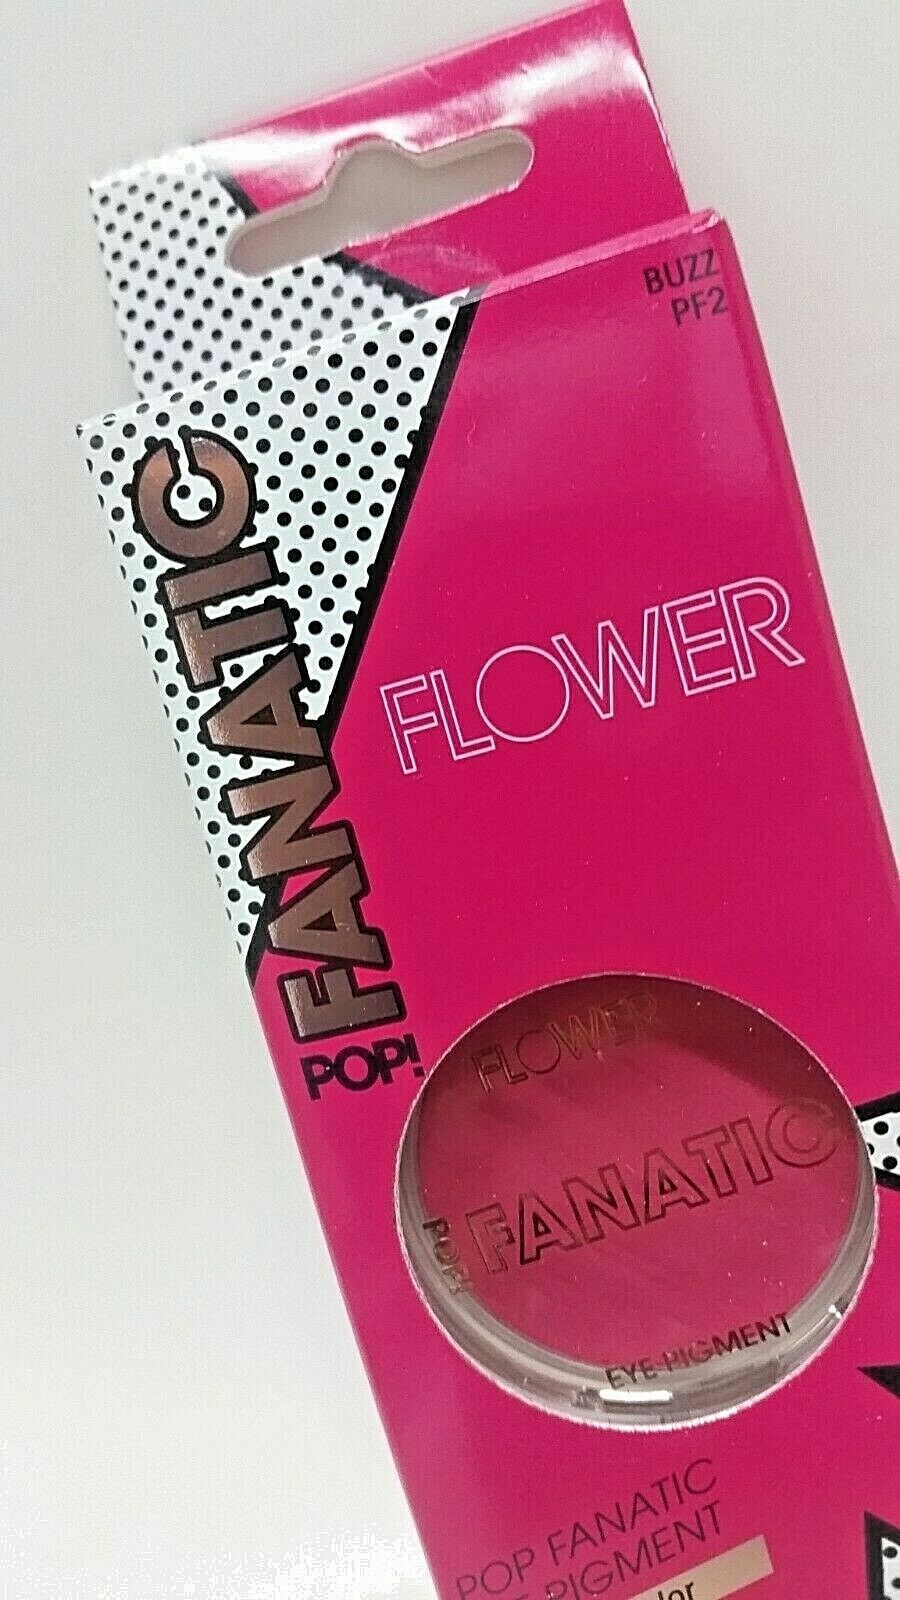 BUZZ
PF2
FANATIC
POP!
FLOWER
FLOWER
POP!
FANATIC
EYE PIGMENT
POP FANATIC
PIGMENT